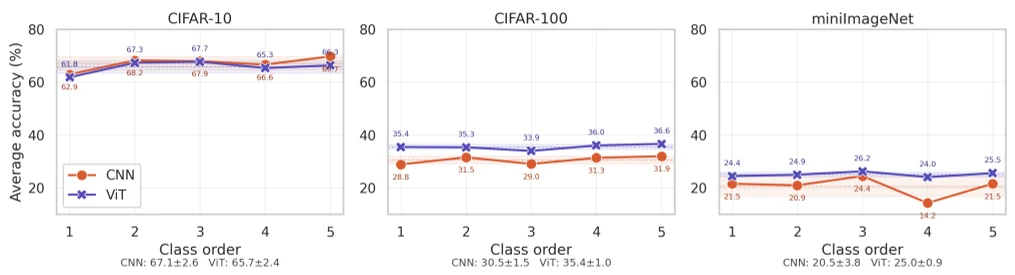 CIFAR-10
80
60
40
20
Average accuracy (%)
61.8
67.3
67.7
65.3
66.3
62.9
68.2
67.9
66.6
CNN
ViT
1 2 3 4 5
Class order
CNN: 67.1±2.6 ViT: 65.7±2.4
CIFAR-100
80
60
40
20
35.4
35.3
33.9
36.0
36.6
28.8
31.5
29.0
31.3
31.9
1 2 3 4 5
Class order
CNN: 30.5±1.5 ViT: 35.4±1.0
miniImageNet
80
60
40
20
24.4
24.9
26.2
24.0
25.5
21.5
20.9
24.4
14.2
21.5
1 2 3 4 5
Class order
CNN: 20.5±3.8 ViT: 25.0±0.9